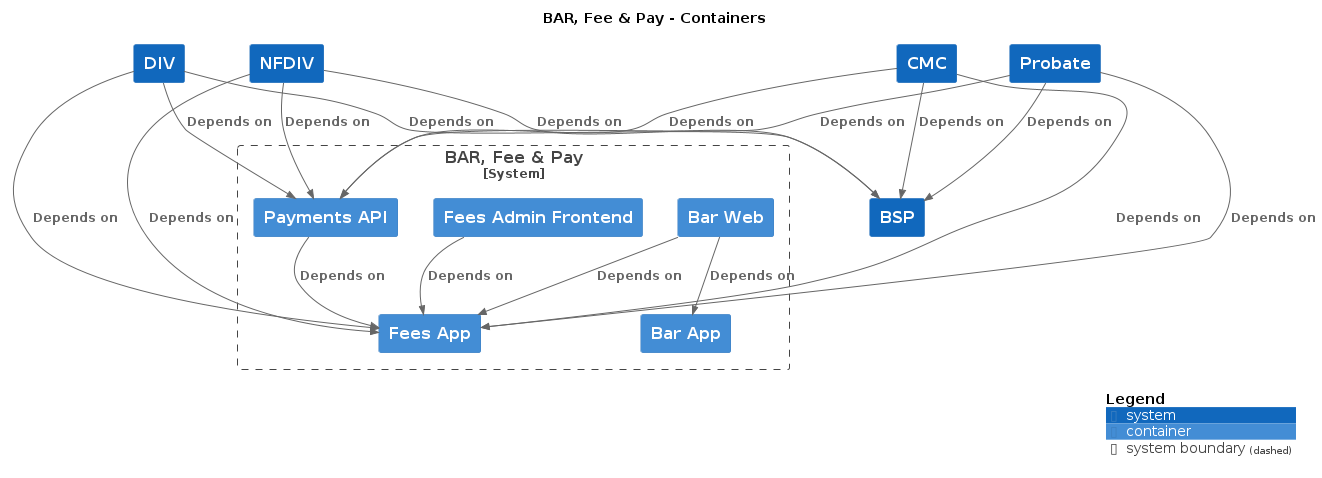 BAR, Fee & Pay - Containers
DIV
NFDIV
CMC
Probate
Depends on
Depends on
Depends on
Depends on
Depends on
Depends on
Depends on
Depends on
BAR, Fee & Pay
[System]
Payments API
Fees Admin Frontend
Bar Web
BSP
Depends on
Depends on
Depends on
Depends on
Depends on
Depends on
Depends on
Depends on
Fees App
Bar App
Legend
system
container
system boundary (dashed)